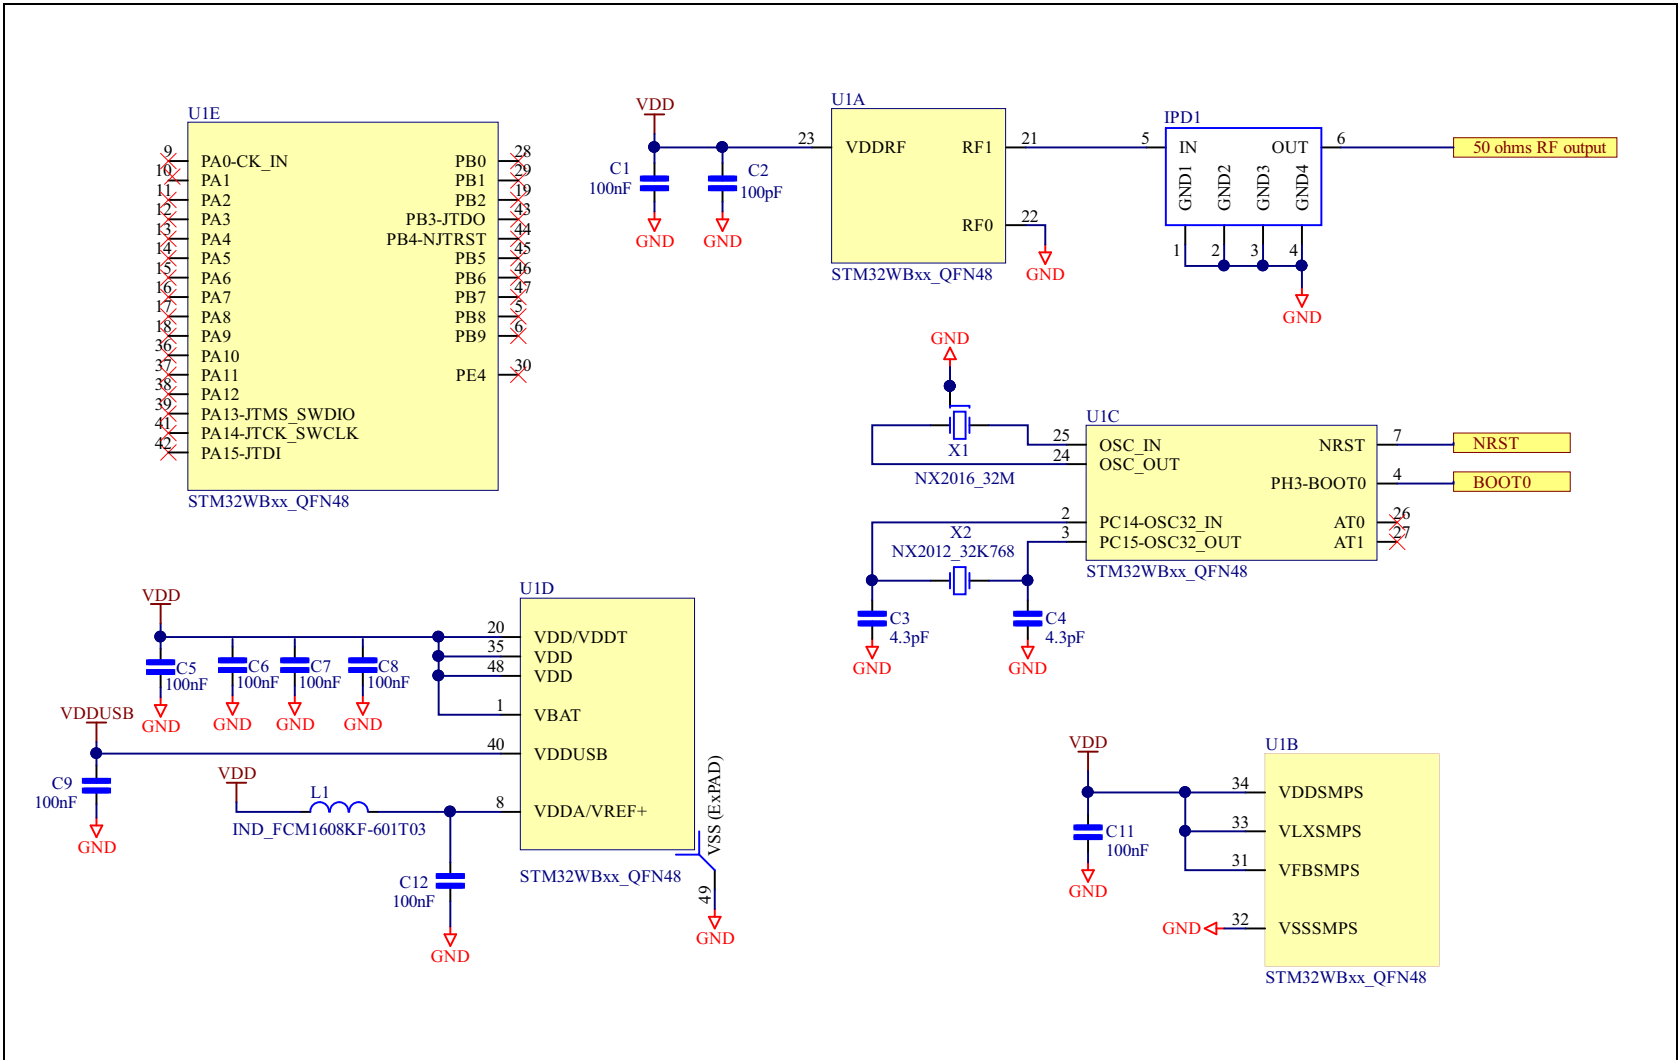 U1E
9 PA0-CK_IN PB0 28
10 PA1 PB1 29
11 PA2 PB2 19
12 PA3 PB3-JTDO 43
13 PA4 PB4-NJTRST 44
14 PA5 PB5 45
15 PA6 PB6 46
16 PA7 PB7 47
17 PA8 PB8 5
18 PA9 PB9 6
36 PA10
37 PA11 PE4 30
38 PA12
39 PA13-JTMS_SWDIO
41 PA14-JTCK_SWCLK
42 PA15-JTDI
STM32WBxx_QFN48
VDD
C1
100nF
GND
C2
100pF
GND
U1A
23 VDDRF RF1 21
RF0 22
GND
STM32WBxx_QFN48
IPD1
5 IN OUT 6
GND1 GND2 GND3 GND4
1 2 3 4
GND
50 ohms RF output
GND
X1
NX2016_32M
U1C
25 OSC_IN NRST 7
24 OSC_OUT
PH3-BOOT0 4
2 PC14-OSC32_IN AT0 26
3 PC15-OSC32_OUT AT1 27
STM32WBxx_QFN48
NRST
BOOT0
X2
NX2012_32K768
C3
4.3pF
GND
C4
4.3pF
GND
VDD
C5
100nF
GND
C6
100nF
GND
C7
100nF
GND
C8
100nF
GND
VDDUSB
C9
100nF
GND
VDD
L1
IND_FCM1608KF-601T03
C12
100nF
GND
U1D
20 VDD/VDDT
35 VDD
48 VDD
1 VBAT
40 VDDUSB
8 VDDA/VREF+
VSS (ExPAD)
49
GND
STM32WBxx_QFN48
VDD
C11
100nF
GND
U1B
34 VDDSMPS
33 VLXSMPS
31 VFBSMPS
GND 32 VSSSMPS
STM32WBxx_QFN48